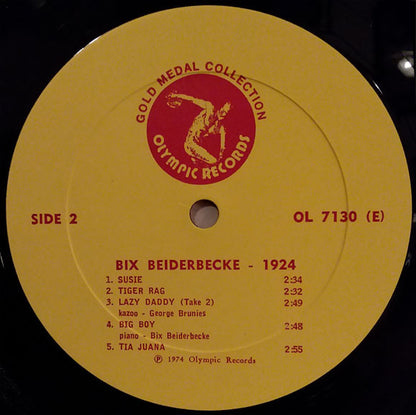 GOLD MEDAL COLLECTION
OLYMPIC RECORDS
SIDE 2
OL 7130 (E)
BIX BEIDERBECKE - 1924
1. SUSIE 2:34
2. TIGER RAG 2:32
3. LAZY DADDY (Take 2) 2:49
kazoo - George Brunies
4. BIG BOY 2:48
piano - Bix Beiderbecke
5. TIA JUANA 2:55
Ⓟ 1974 Olympic Records